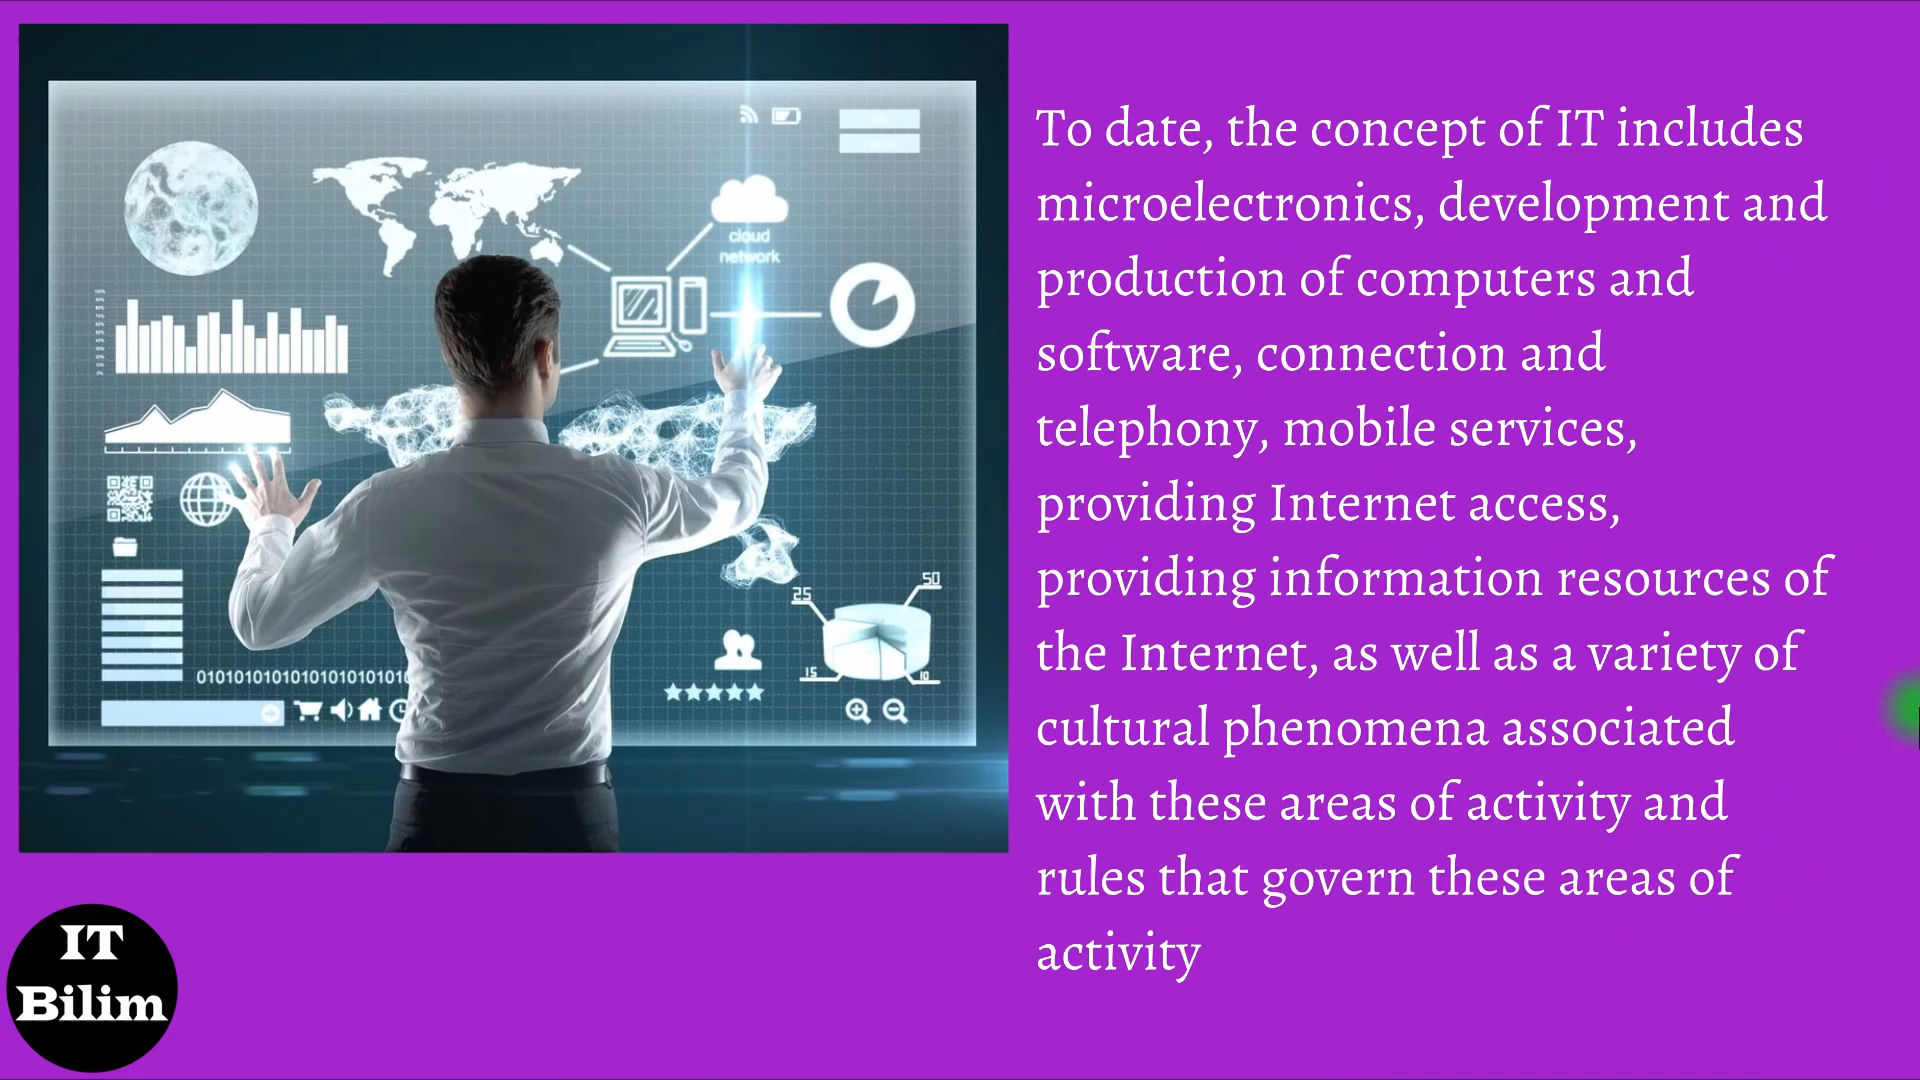 cloud
network
25
50
15
10
010101010101010101010
To date, the concept of IT includes
microelectronics, development and
production of computers and
software, connection and
telephony, mobile services,
providing Internet access,
providing information resources of
the Internet, as well as a variety of
cultural phenomena associated
with these areas of activity and
rules that govern these areas of
activity
IT
Bilim